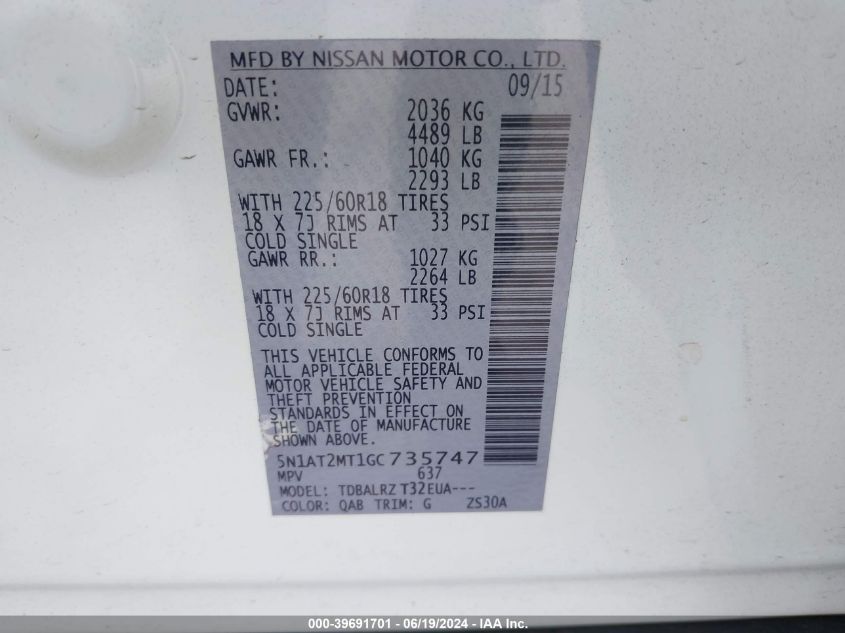 MFD BY NISSAN MOTOR CO., LTD.
DATE: 09/15
GVWR: 2036 KG
4489 LB
GAWR FR.: 1040 KG
2293 LB
WITH 225/60R18 TIRES
18 X 7J RIMS AT 33 PSI
COLD SINGLE
GAWR RR.: 1027 KG
2264 LB
WITH 225/60R18 TIRES
18 X 7J RIMS AT 33 PSI
COLD SINGLE
THIS VEHICLE CONFORMS TO
ALL APPLICABLE FEDERAL
MOTOR VEHICLE SAFETY AND
THEFT PREVENTION
STANDARDS IN EFFECT ON
THE DATE OF MANUFACTURE
SHOWN ABOVE.
5N1AT2MT1GC735747
MPV 637
MODEL: TDBALRZ T32EUA---
COLOR: QAB TRIM: G ZS30A
000-39691701 - 06/19/2024 - IAA Inc.